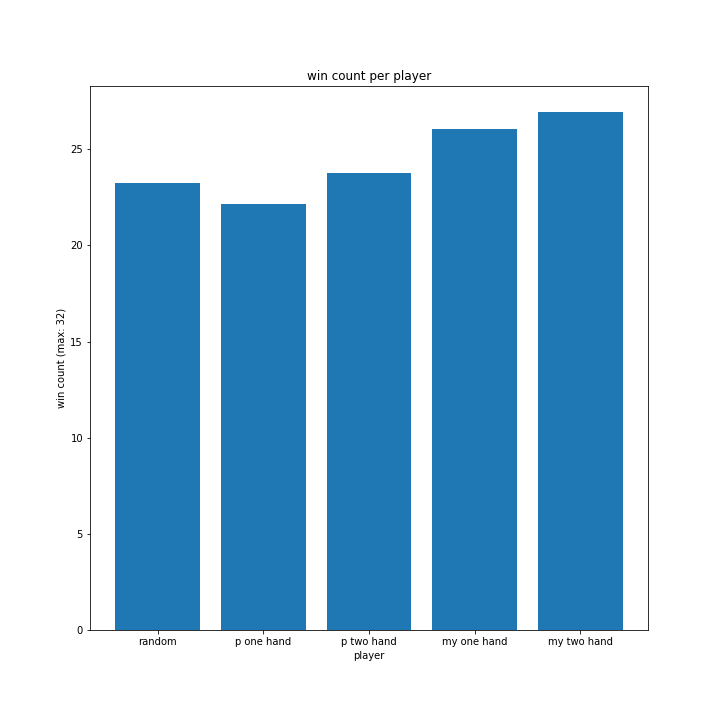 win count per player
win count (max: 32)
25
20
15
10
5
0
random
p one hand
p two hand
my one hand
my two hand
player